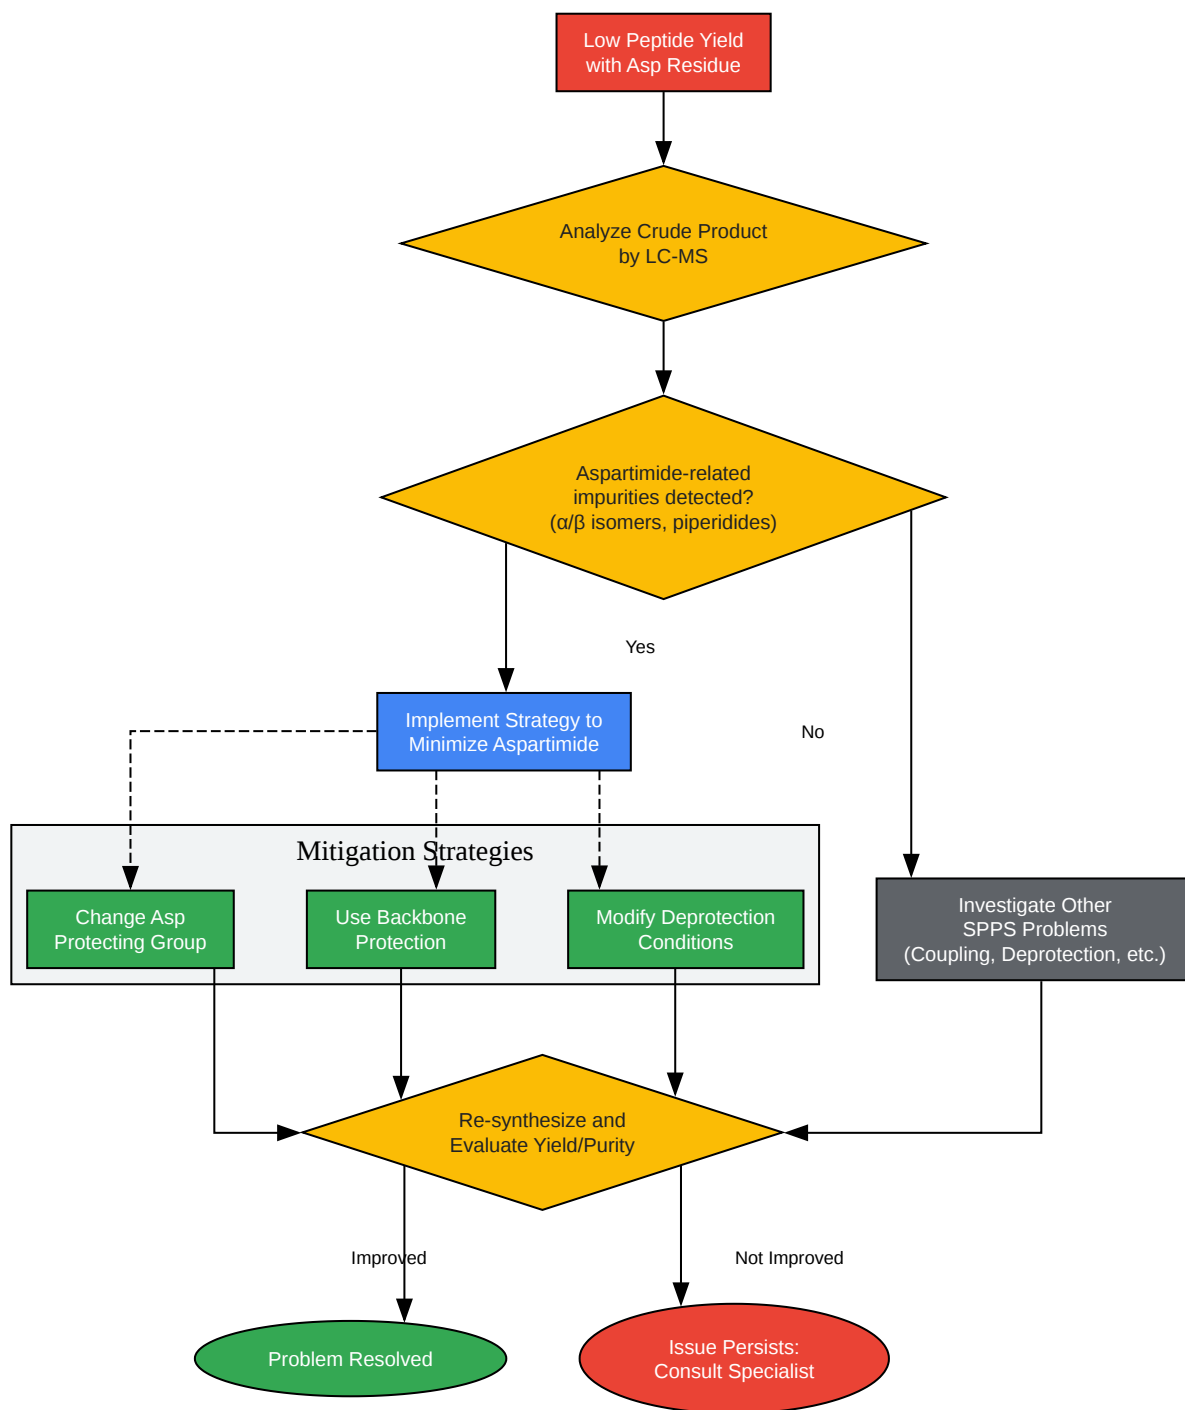 Low Peptide Yield
with Asp Residue
Analyze Crude Product
by LC-MS
Aspartimide-related
impurities detected?
(α/β isomers, piperidides)
Yes
No
Implement Strategy to
Minimize Aspartimide
Mitigation Strategies
Change Asp
Protecting Group
Use Backbone
Protection
Modify Deprotection
Conditions
Investigate Other
SPPS Problems
(Coupling, Deprotection, etc.)
Re-synthesize and
Evaluate Yield/Purity
Improved
Not Improved
Problem Resolved
Issue Persists:
Consult Specialist